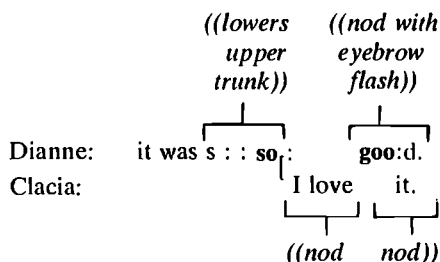 ((lowers ((nod with
upper eyebrow
trunk)) flash))
Dianne: it was s : : so : goo:d.
Clacia: I love it.
((nod nod))